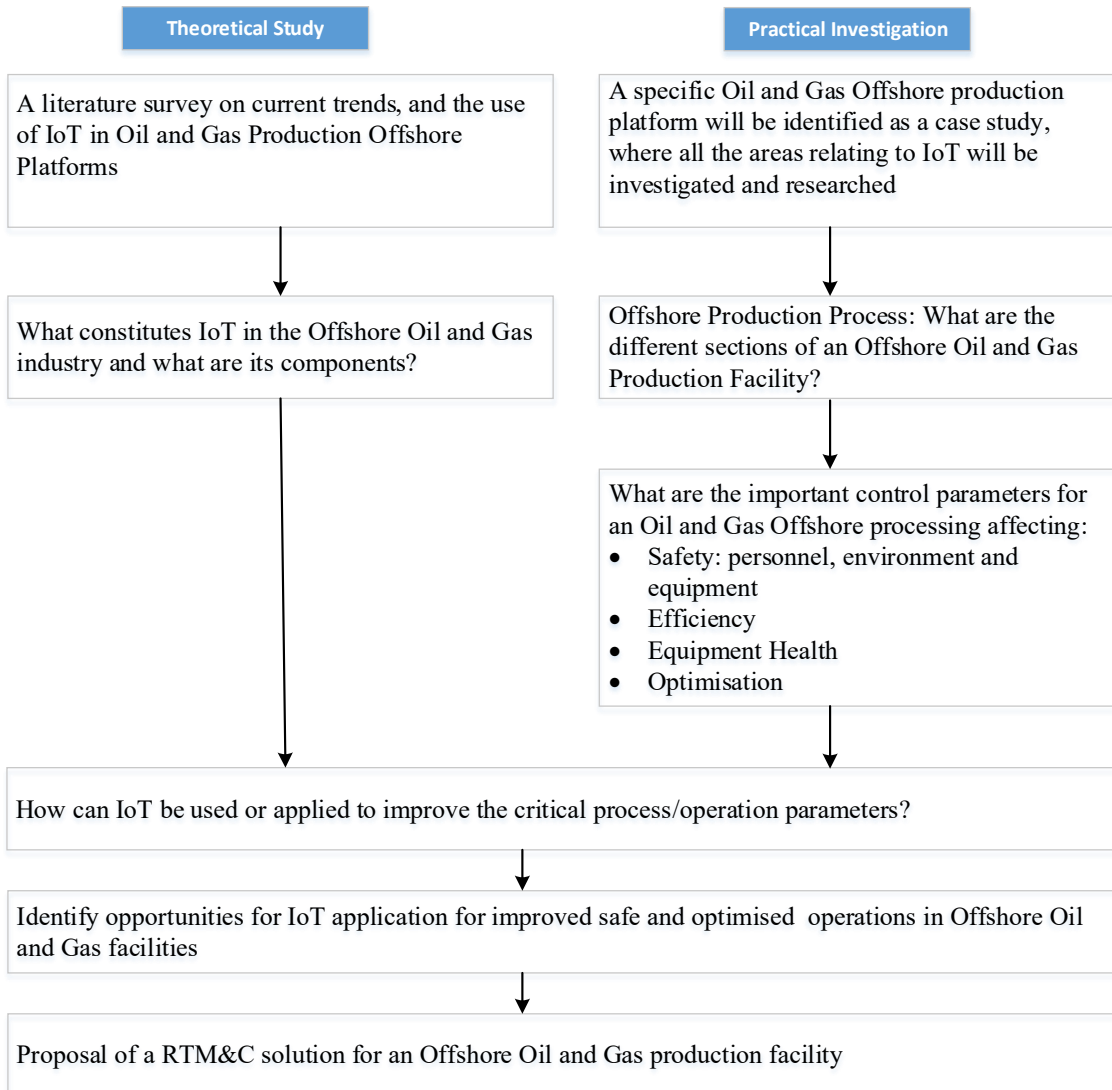 Theoretical Study
Practical Investigation
A literature survey on current trends, and the use
of IoT in Oil and Gas Production Offshore
Platforms
A specific Oil and Gas Offshore production
platform will be identified as a case study,
where all the areas relating to IoT will be
investigated and researched
What constitutes IoT in the Offshore Oil and Gas
industry and what are its components?
Offshore Production Process: What are the
different sections of an Offshore Oil and Gas
Production Facility?
What are the important control parameters for
an Oil and Gas Offshore processing affecting:
• Safety: personnel, environment and
equipment
• Efficiency
• Equipment Health
• Optimisation
How can IoT be used or applied to improve the critical process/operation parameters?
Identify opportunities for IoT application for improved safe and optimised  operations in Offshore Oil
and Gas facilities
Proposal of a RTM&C solution for an Offshore Oil and Gas production facility